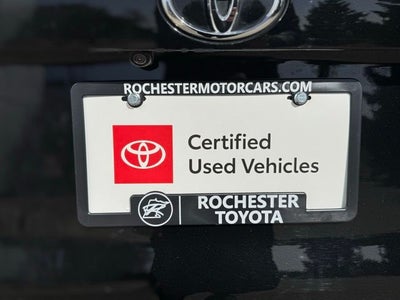 ROCHESTERMOTORCARS.COM
Certified
Used Vehicles
ROCHESTER
TOYOTA